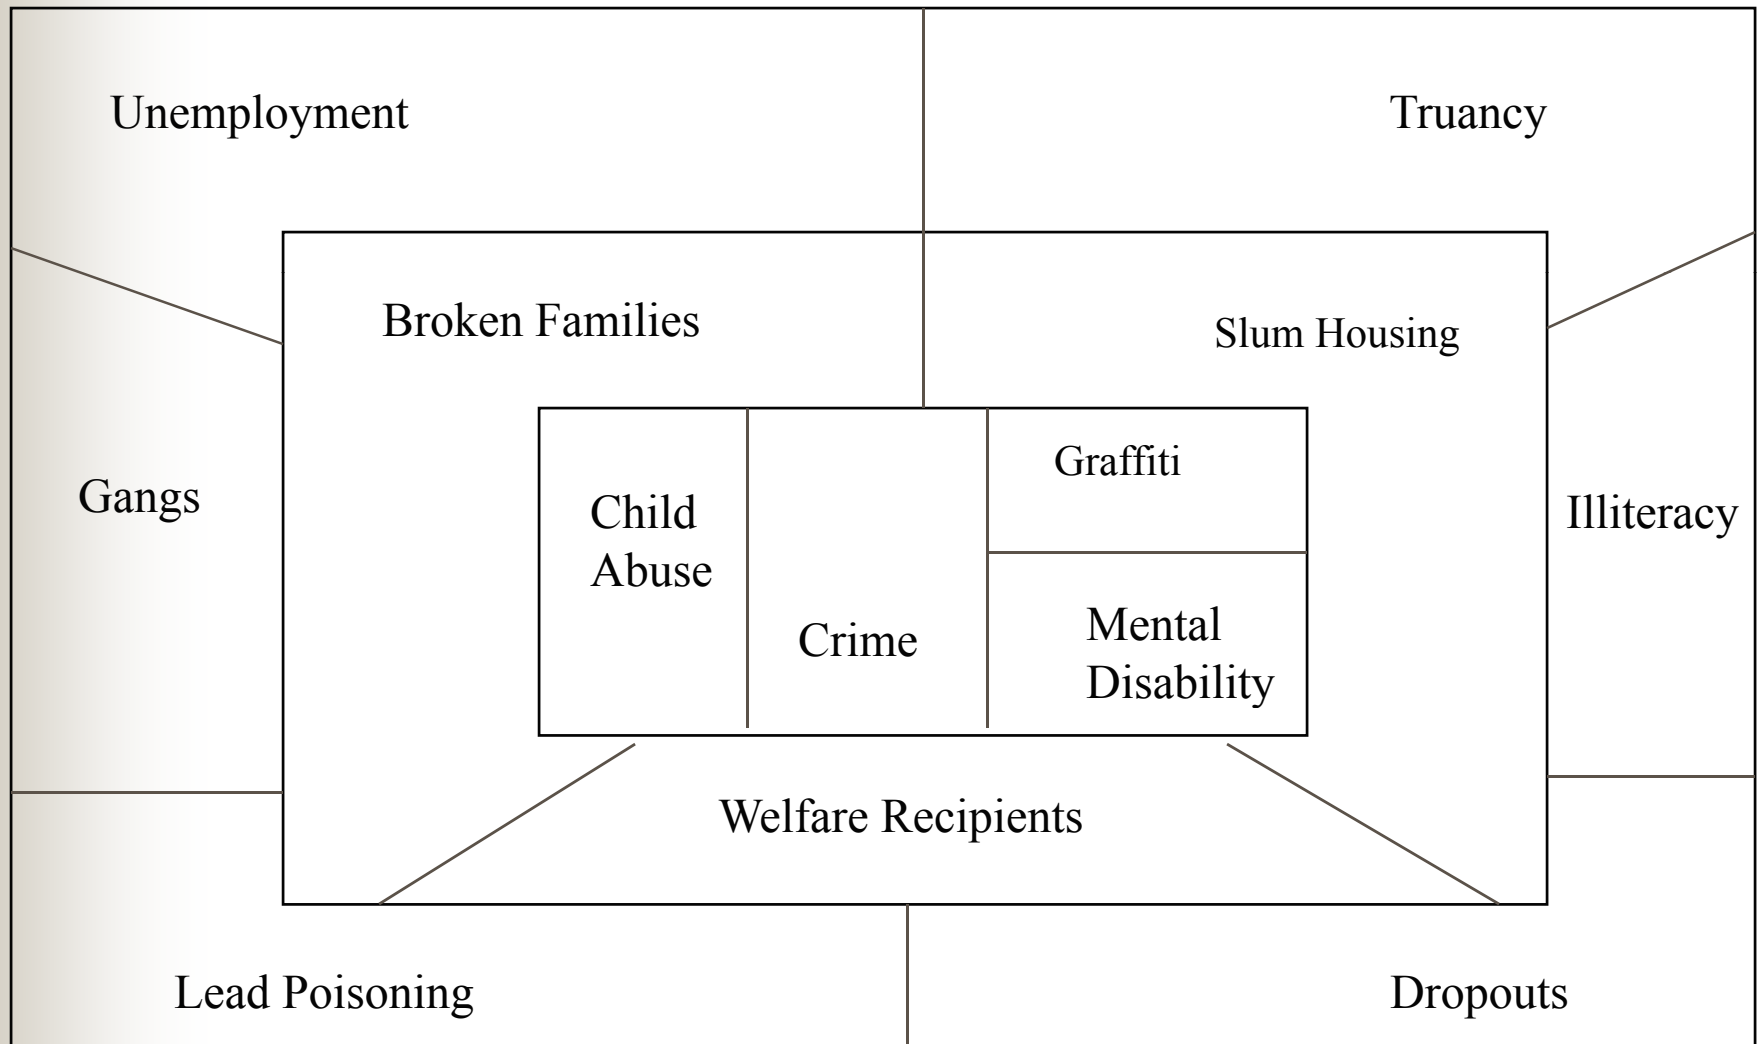 Unemployment
Truancy
Broken Families
Slum Housing
Gangs
Child
Abuse
Crime
Graffiti
Mental
Disability
Illiteracy
Welfare Recipients
Lead Poisoning
Dropouts